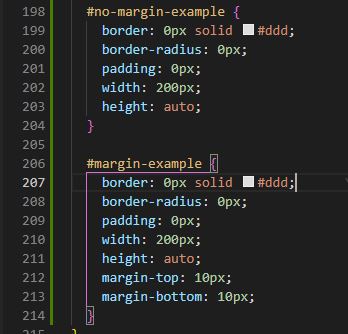 198 #no-margin-example {
199 border: 0px solid #ddd;
200 border-radius: 0px;
201 padding: 0px;
202 width: 200px;
203 height: auto;
204 }
205
206 #margin-example {
207 border: 0px solid #ddd;
208 border-radius: 0px;
209 padding: 0px;
210 width: 200px;
211 height: auto;
212 margin-top: 10px;
213 margin-bottom: 10px;
214 }
215 }